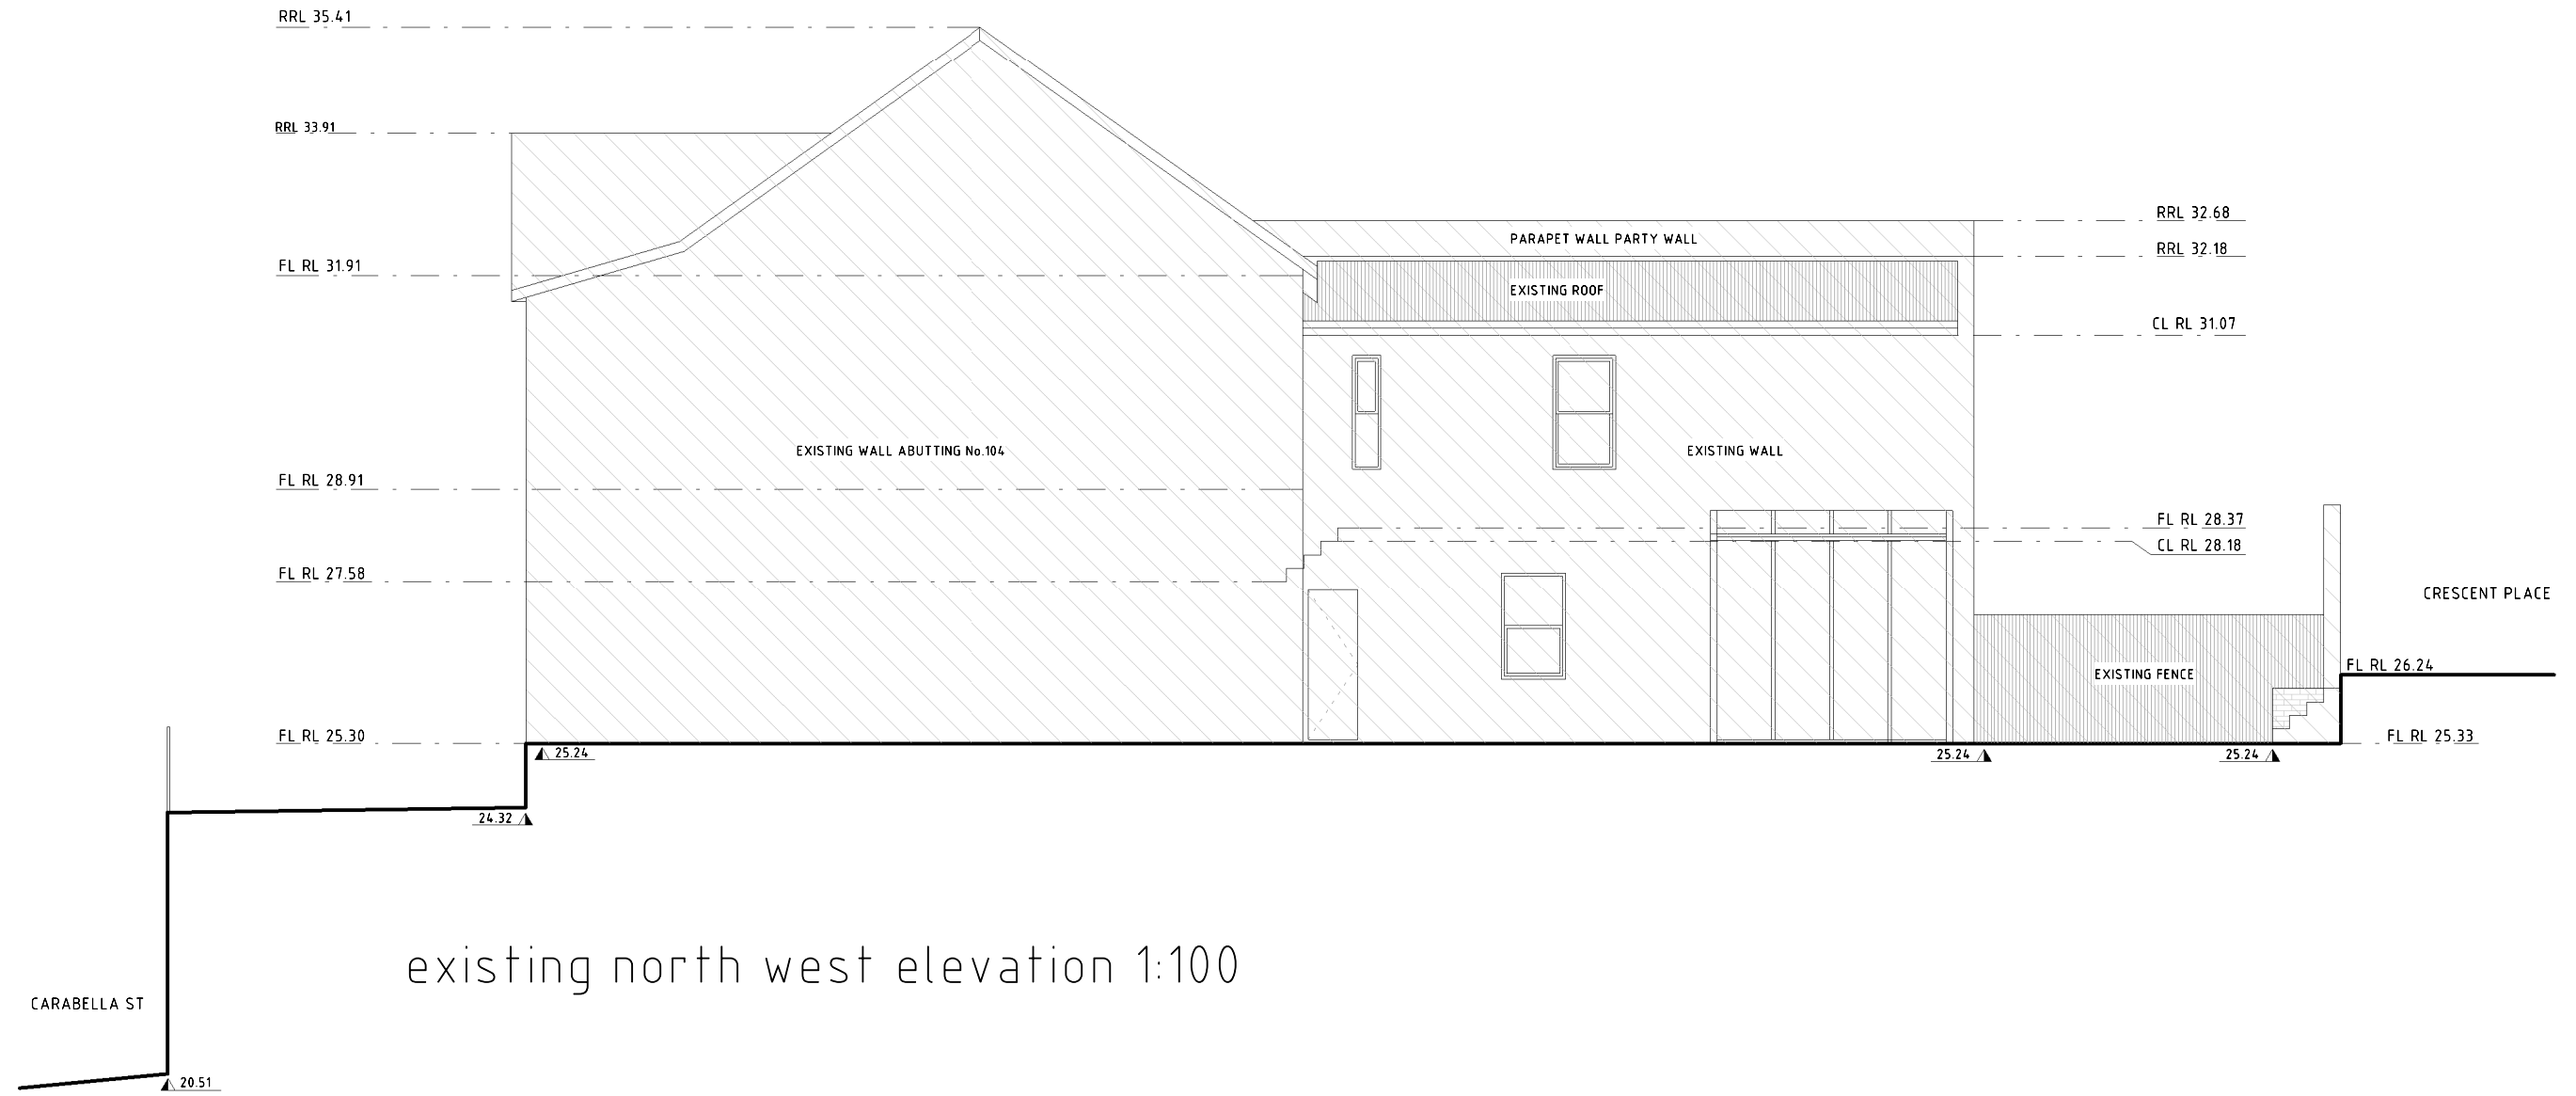 RRL 35.41
RRL 33.91
RRL 32.68
PARAPET WALL PARTY WALL
RRL 32.18
FL RL 31.91
EXISTING ROOF
CL RL 31.07
EXISTING WALL ABUTTING No.104
EXISTING WALL
FL RL 28.91
FL RL 28.37
CL RL 28.18
FL RL 27.58
CRESCENT PLACE
FL RL 26.24
EXISTING FENCE
FL RL 25.30
FL RL 25.33
25.24
25.24
25.24
24.32
existing north west elevation 1:100
CARABELLA ST
20.51